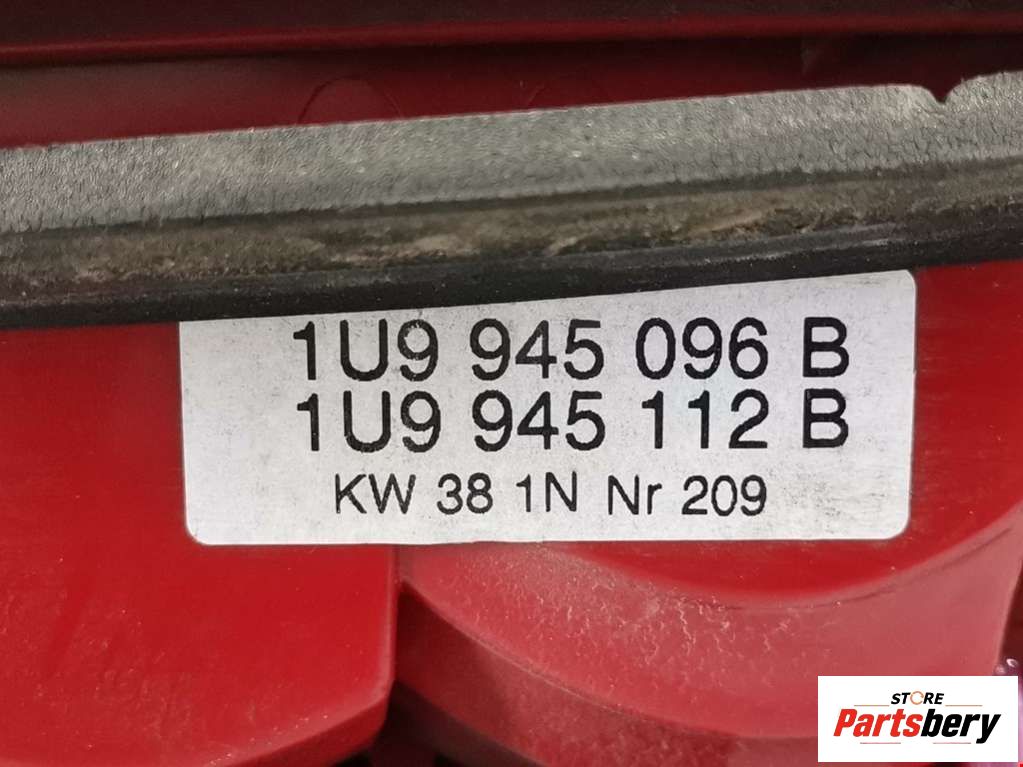 1U9 945 096 B
1U9 945 112 B
KW 38 1N Nr 209
STORE
Partsbery